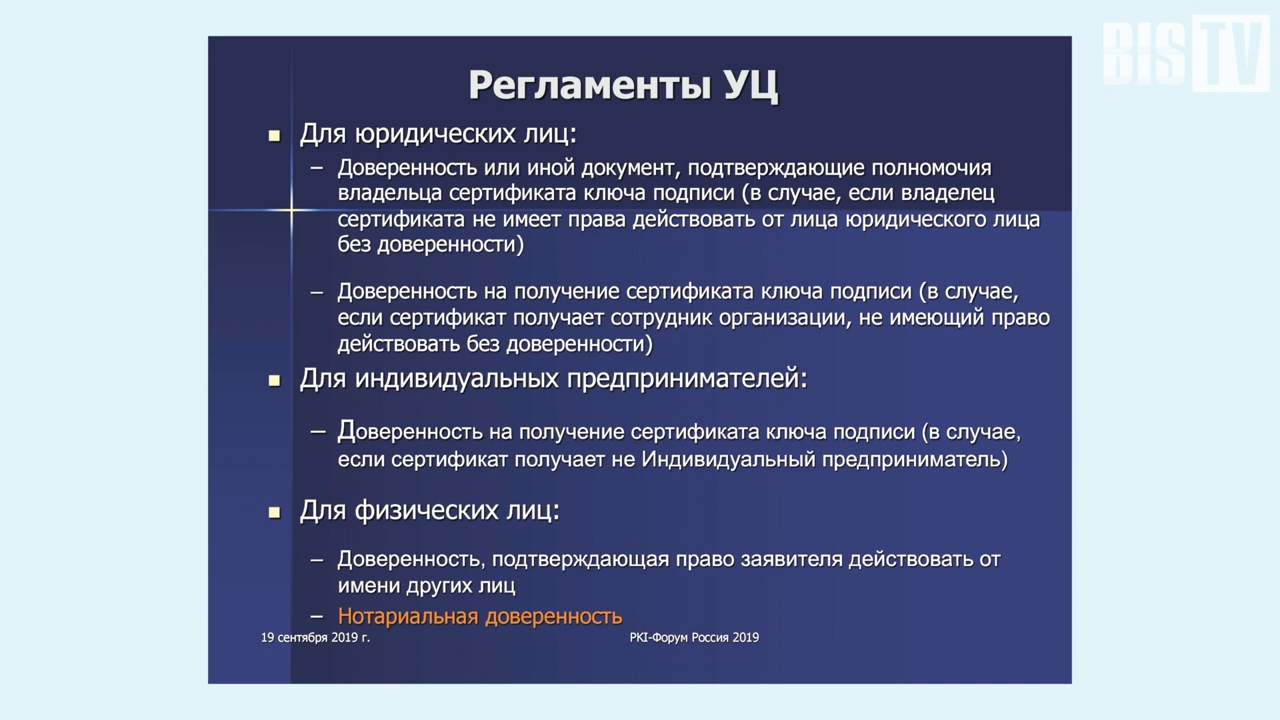 BIS TV
Регламенты УЦ
Для юридических лиц:
– Доверенность или иной документ, подтверждающие полномочия
владельца сертификата ключа подписи (в случае, если владелец
сертификата не имеет права действовать от лица юридического лица
без доверенности)
– Доверенность на получение сертификата ключа подписи (в случае,
если сертификат получает сотрудник организации, не имеющий право
действовать без доверенности)
Для индивидуальных предпринимателей:
– Доверенность на получение сертификата ключа подписи (в случае,
если сертификат получает не Индивидуальный предприниматель)
Для физических лиц:
– Доверенность, подтверждающая право заявителя действовать от
имени других лиц
– Нотариальная доверенность
19 сентября 2019 г.
PKI-Форум Россия 2019